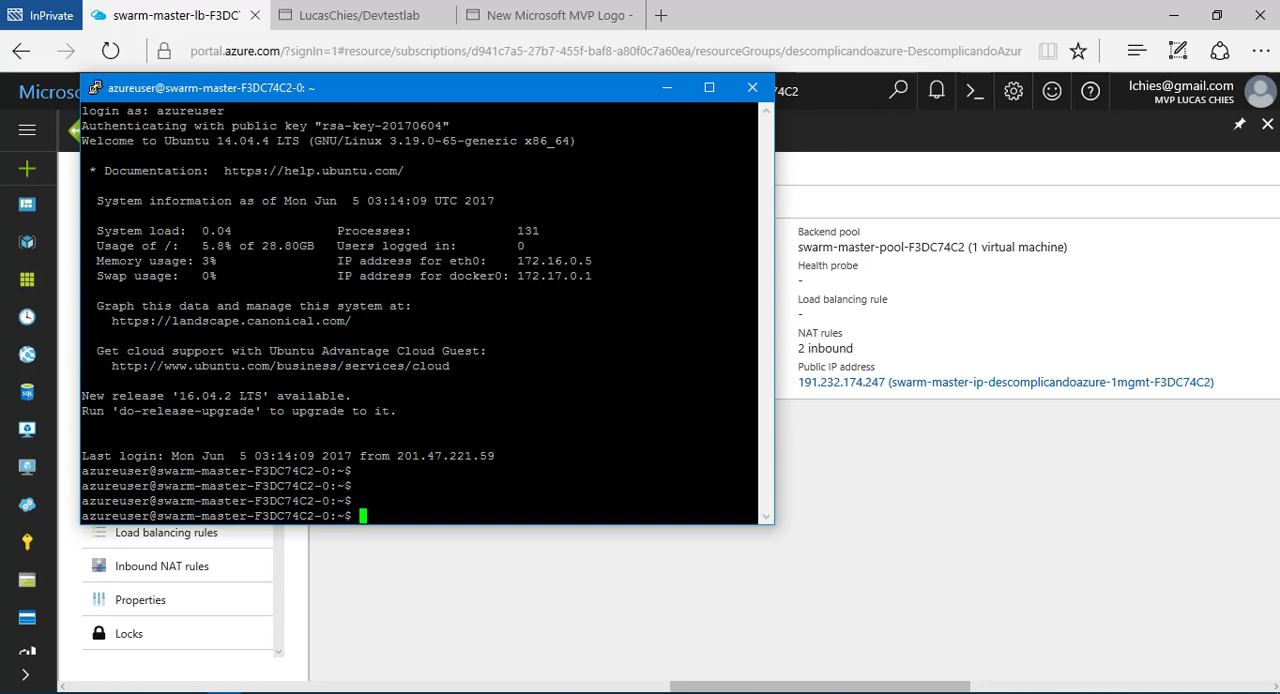 InPrivate
swarm-master-lb-F3DC'
LucasChies/Devtestlab
New Microsoft MVP Logo -
portal.azure.com/?signIn=1#resource/subscriptions/d941c7a5-27b7-455f-baf8-a80f0c7a60ea/resourceGroups/descomplicandoazure-DescomplicandoAzur
Micros
azureuser@swarm-master-F3DC74C2-0: ~
74C2
lchies@gmail.com
MVP LUCAS CHIES
login as: azureuser
Authenticating with public key "rsa-key-20170604"
Welcome to Ubuntu 14.04.4 LTS (GNU/Linux 3.19.0-65-generic x86_64)
* Documentation:  https://help.ubuntu.com/
System information as of Mon Jun  5 03:14:09 UTC 2017
System load:  0.04    Processes:    131
Usage of /:   5.8% of 28.80GB   Users logged in:   0
Memory usage: 3%    IP address for eth0:    172.16.0.5
Swap usage:   0%    IP address for docker0: 172.17.0.1
Graph this data and manage this system at:
https://landscape.canonical.com/
Get cloud support with Ubuntu Advantage Cloud Guest:
http://www.ubuntu.com/business/services/cloud
New release '16.04.2 LTS' available.
Run 'do-release-upgrade' to upgrade to it.
Last login: Mon Jun  5 03:14:09 2017 from 201.47.221.59
azureuser@swarm-master-F3DC74C2-0:~$
azureuser@swarm-master-F3DC74C2-0:~$
azureuser@swarm-master-F3DC74C2-0:~$
azureuser@swarm-master-F3DC74C2-0:~$
Backend pool
swarm-master-pool-F3DC74C2 (1 virtual machine)
Health probe
-
Load balancing rule
-
NAT rules
2 inbound
Public IP address
191.232.174.247 (swarm-master-ip-descomplicandoazure-1mgmt-F3DC74C2)
Load balancing rules
Inbound NAT rules
Properties
Locks
SQL